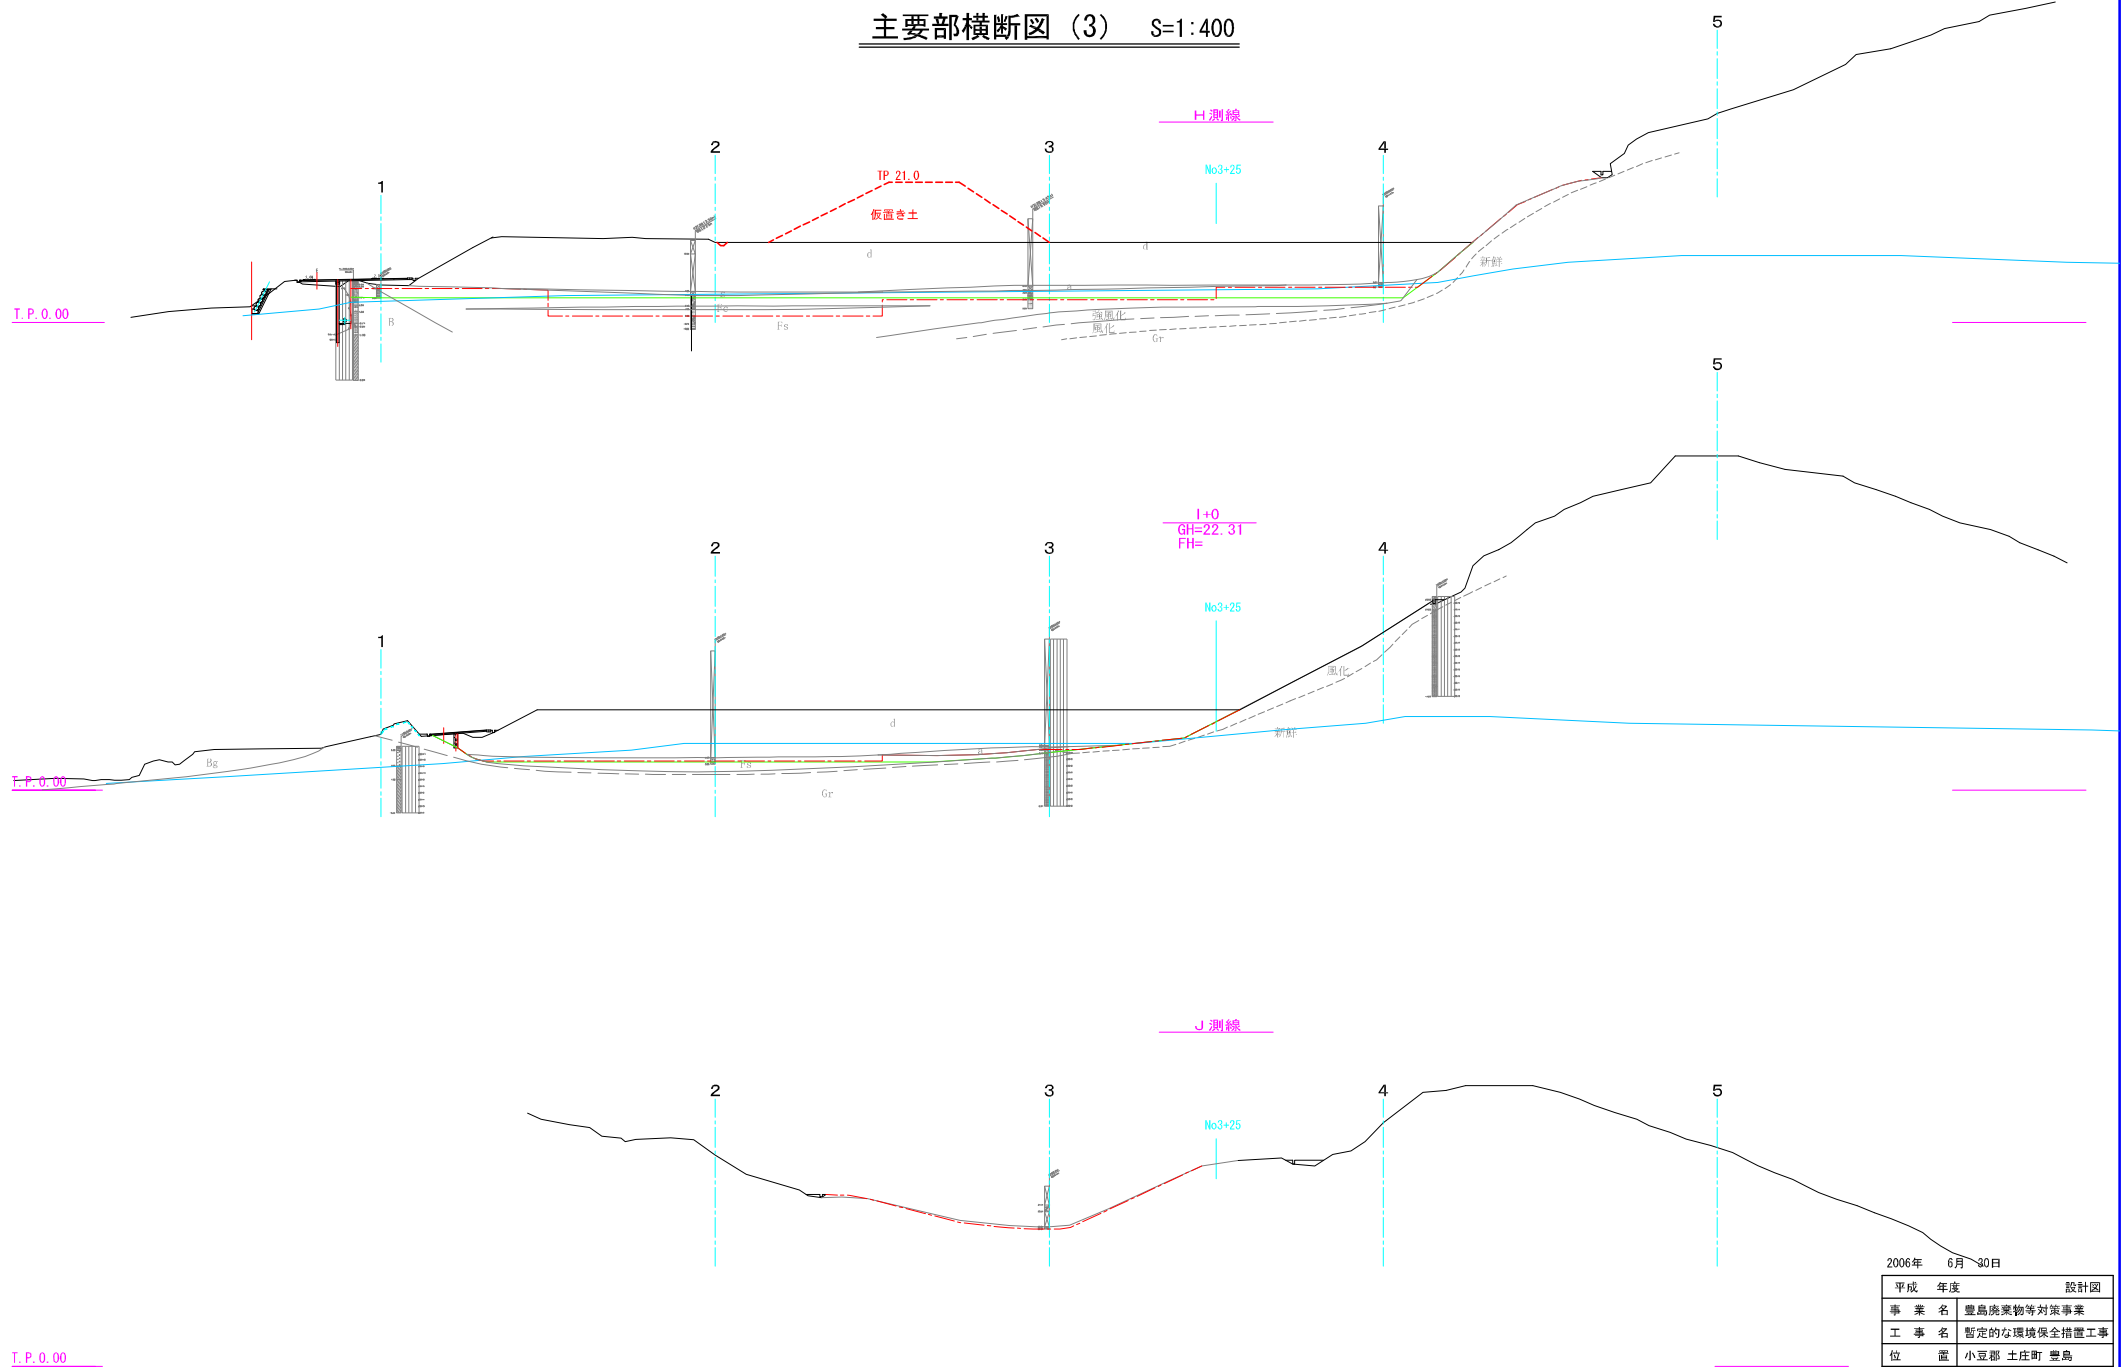 主要部横断図（3） S=1:400
5
H測線
2
3
4
No3+25
TP 21.0
1
仮置き土
d
d
新鮮
a
T.P.0.00
B
Fc
Fs
強風化
風化
Gr
5
I+0
GH=22.31
FH=
2
3
4
No3+25
1
風化
d
新鮮
a
Bg
Fs
T.P.0.00
Gr
J測線
2
3
4
5
No3+25
2006年 6月 30日
平成 年度 設計図
事業名 豊島廃棄物等対策事業
工事名 暫定的な環境保全措置工事
位置 小豆郡 土庄町 豊島
T.P.0.00